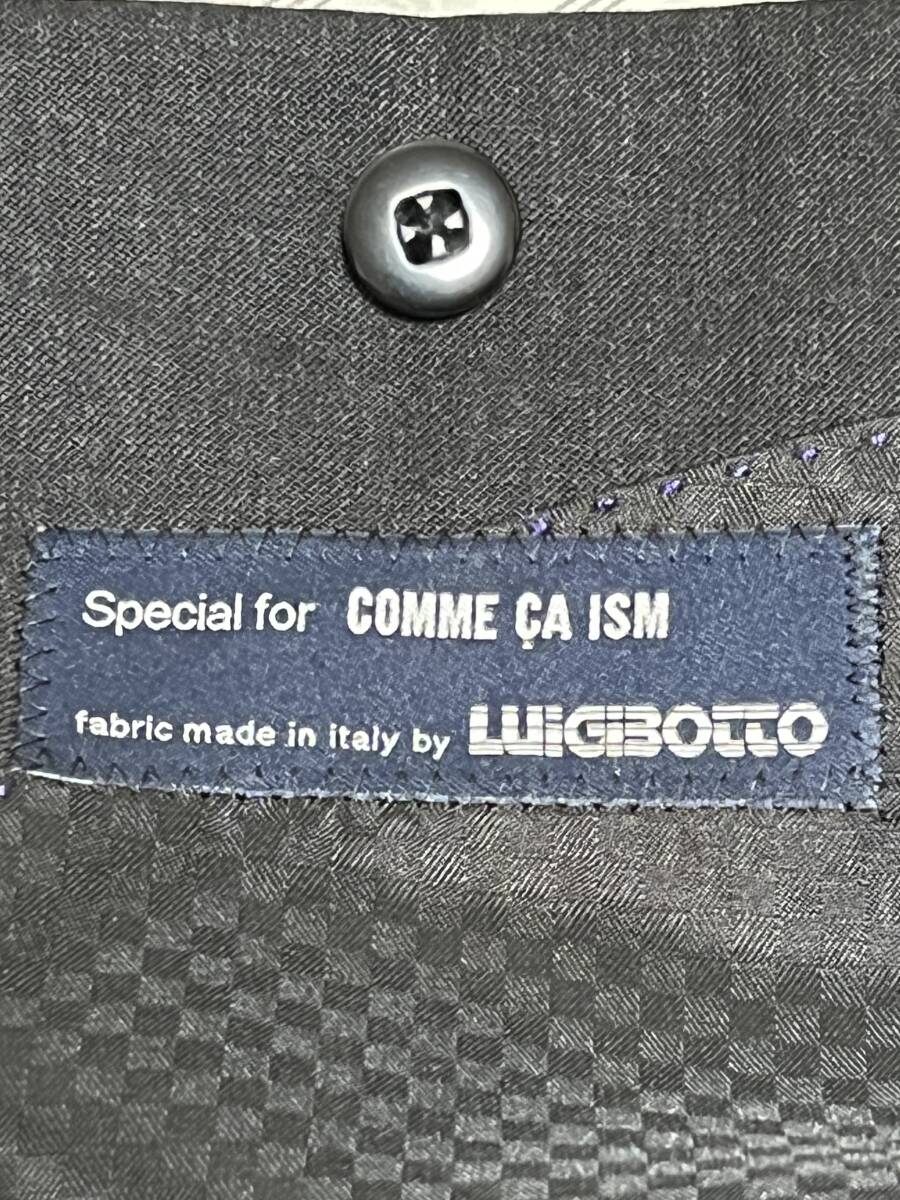 Special for COMME ÇA ISM
fabric made in italy by LUIGIBOTTO